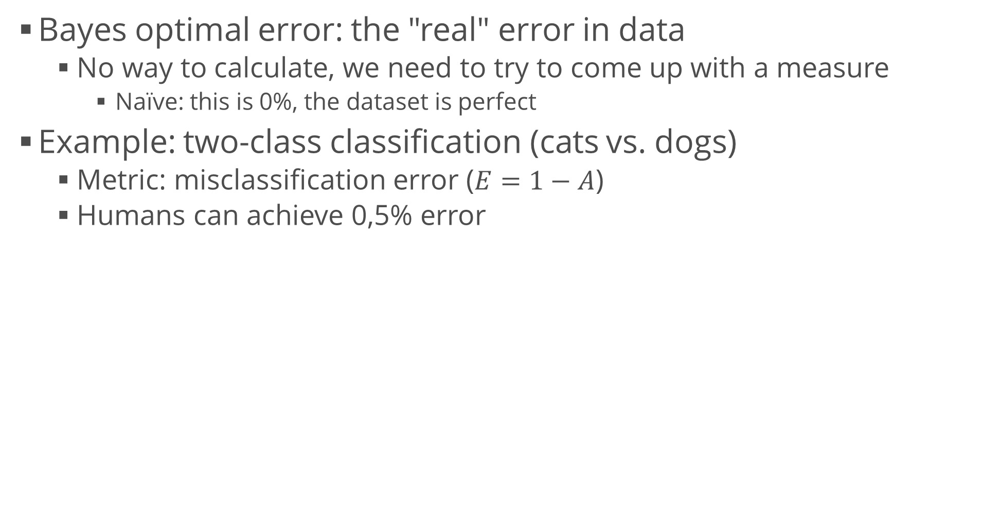 ▪ Bayes optimal error: the "real" error in data
▪ No way to calculate, we need to try to come up with a measure
▪ Naïve: this is 0%, the dataset is perfect
▪ Example: two-class classification (cats vs. dogs)
▪ Metric: misclassification error (E = 1 − A)
▪ Humans can achieve 0,5% error